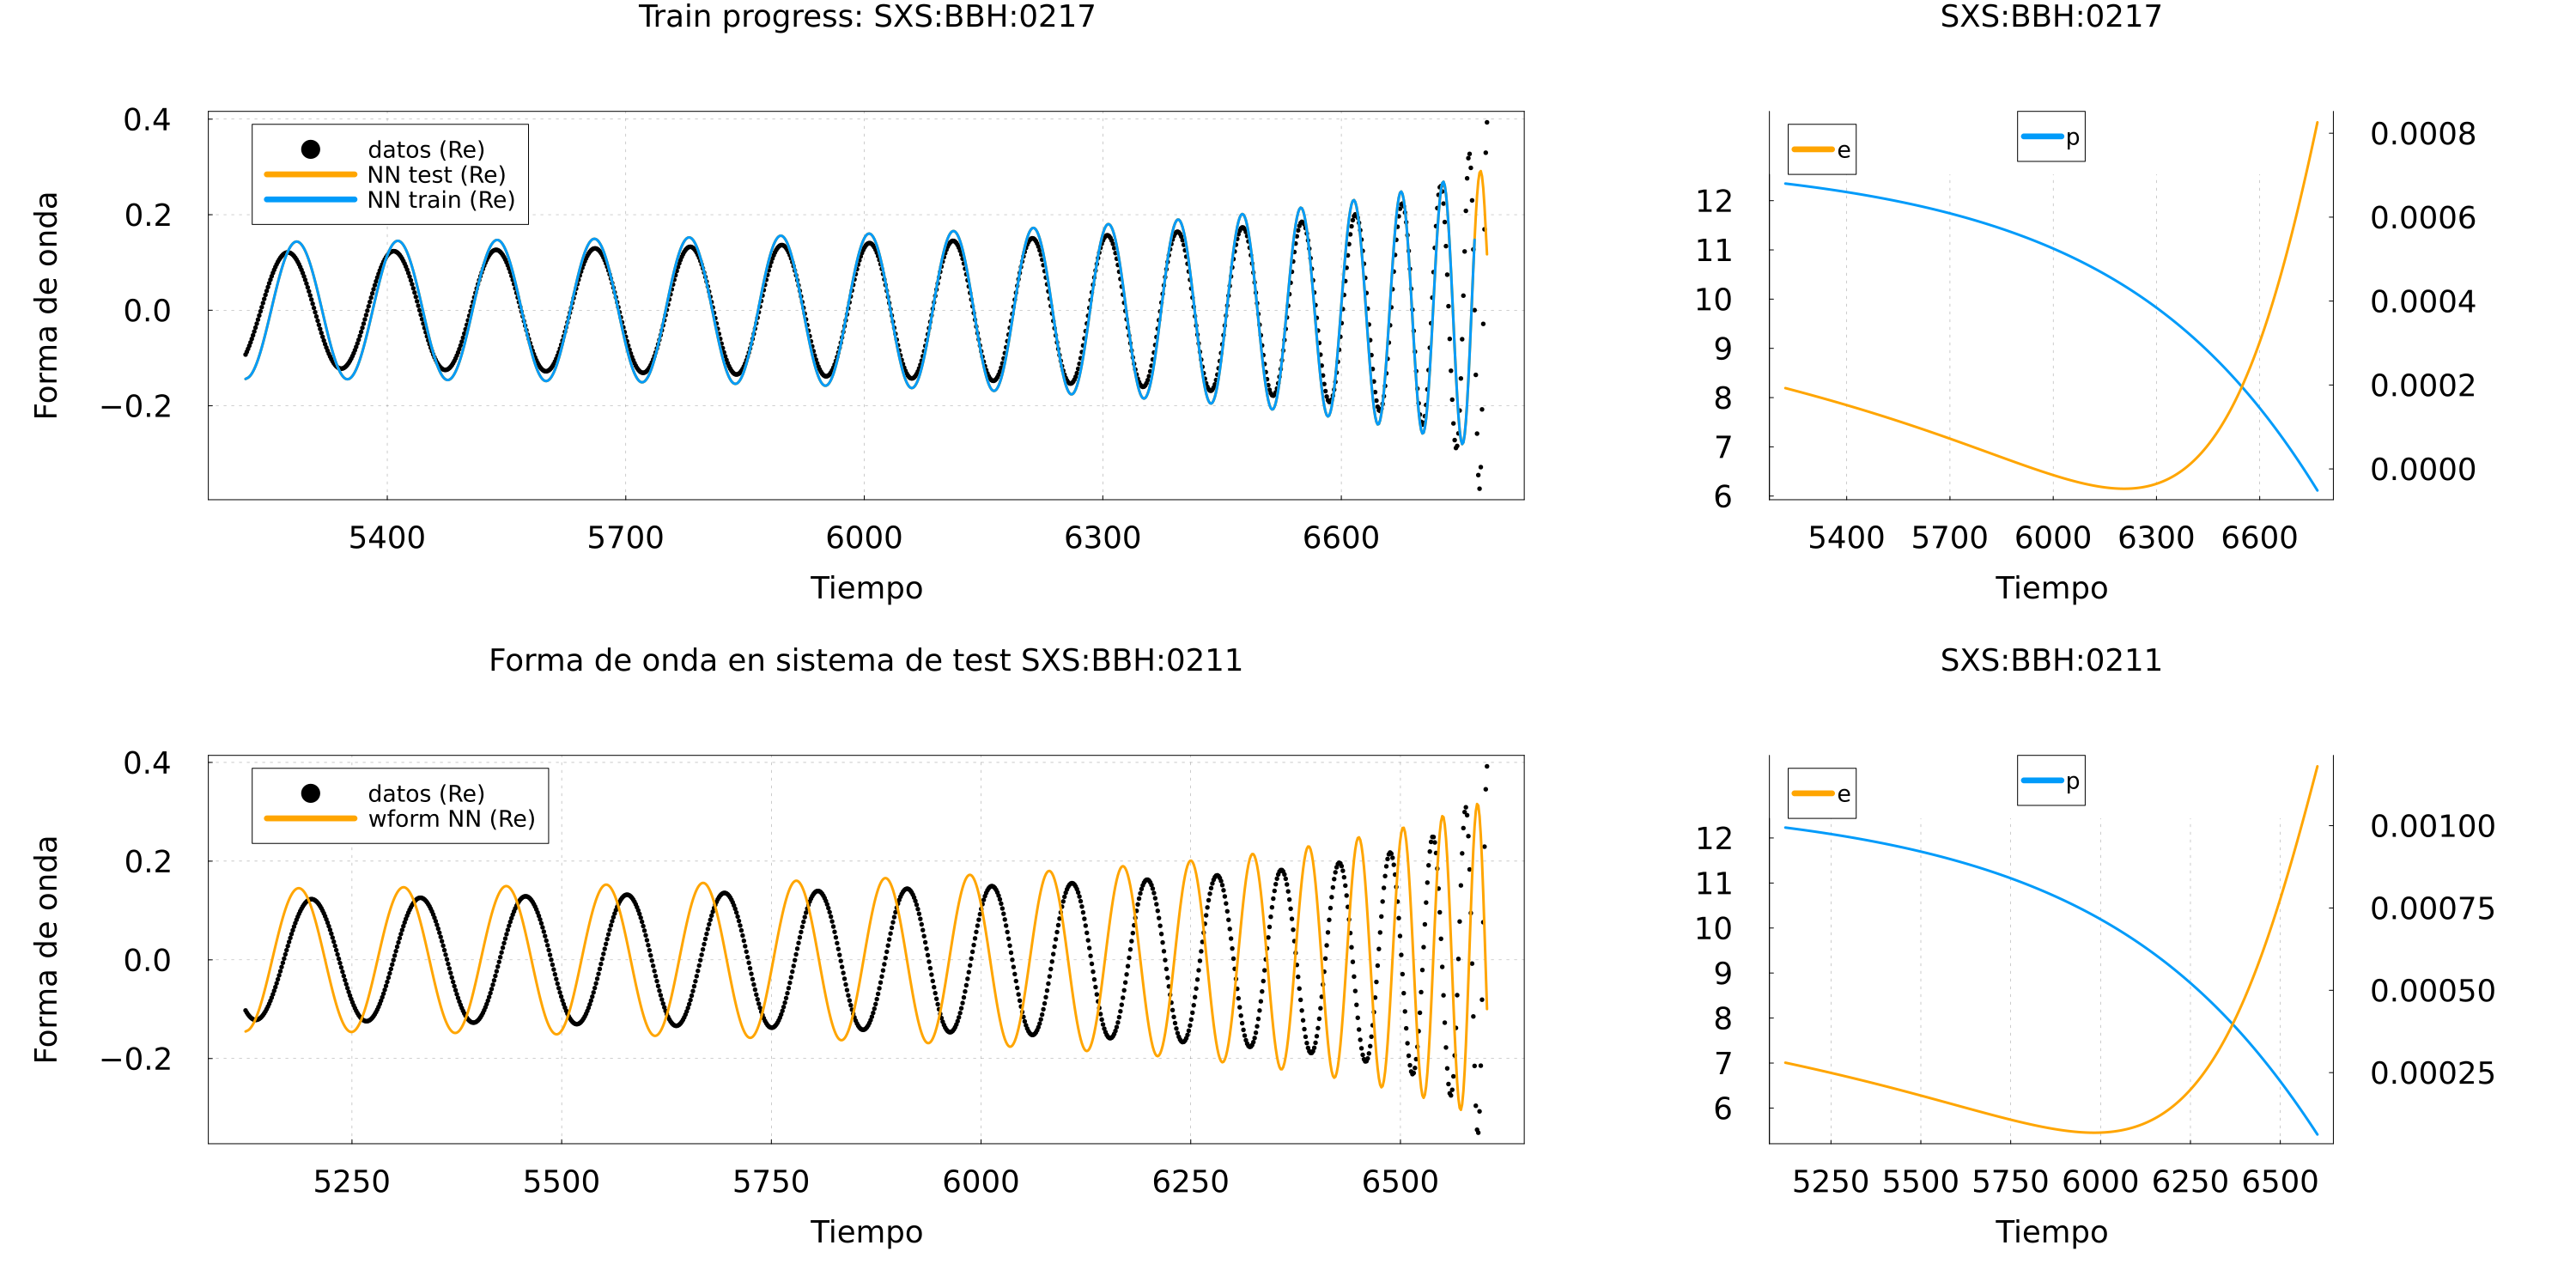 Train progress: SXS:BBH:0217
SXS:BBH:0217
Forma de onda
0.4
0.2
0.0
−0.2
datos (Re)
NN test (Re)
NN train (Re)
5400 5700 6000 6300 6600
Tiempo
e
p
12
11
10
9
8
7
6
0.0008
0.0006
0.0004
0.0002
0.0000
5400 5700 6000 6300 6600
Tiempo
Forma de onda en sistema de test SXS:BBH:0211
SXS:BBH:0211
Forma de onda
0.4
0.2
0.0
−0.2
datos (Re)
wform NN (Re)
5250 5500 5750 6000 6250 6500
Tiempo
e
p
12
11
10
9
8
7
6
0.00100
0.00075
0.00050
0.00025
5250 5500 5750 6000 6250 6500
Tiempo